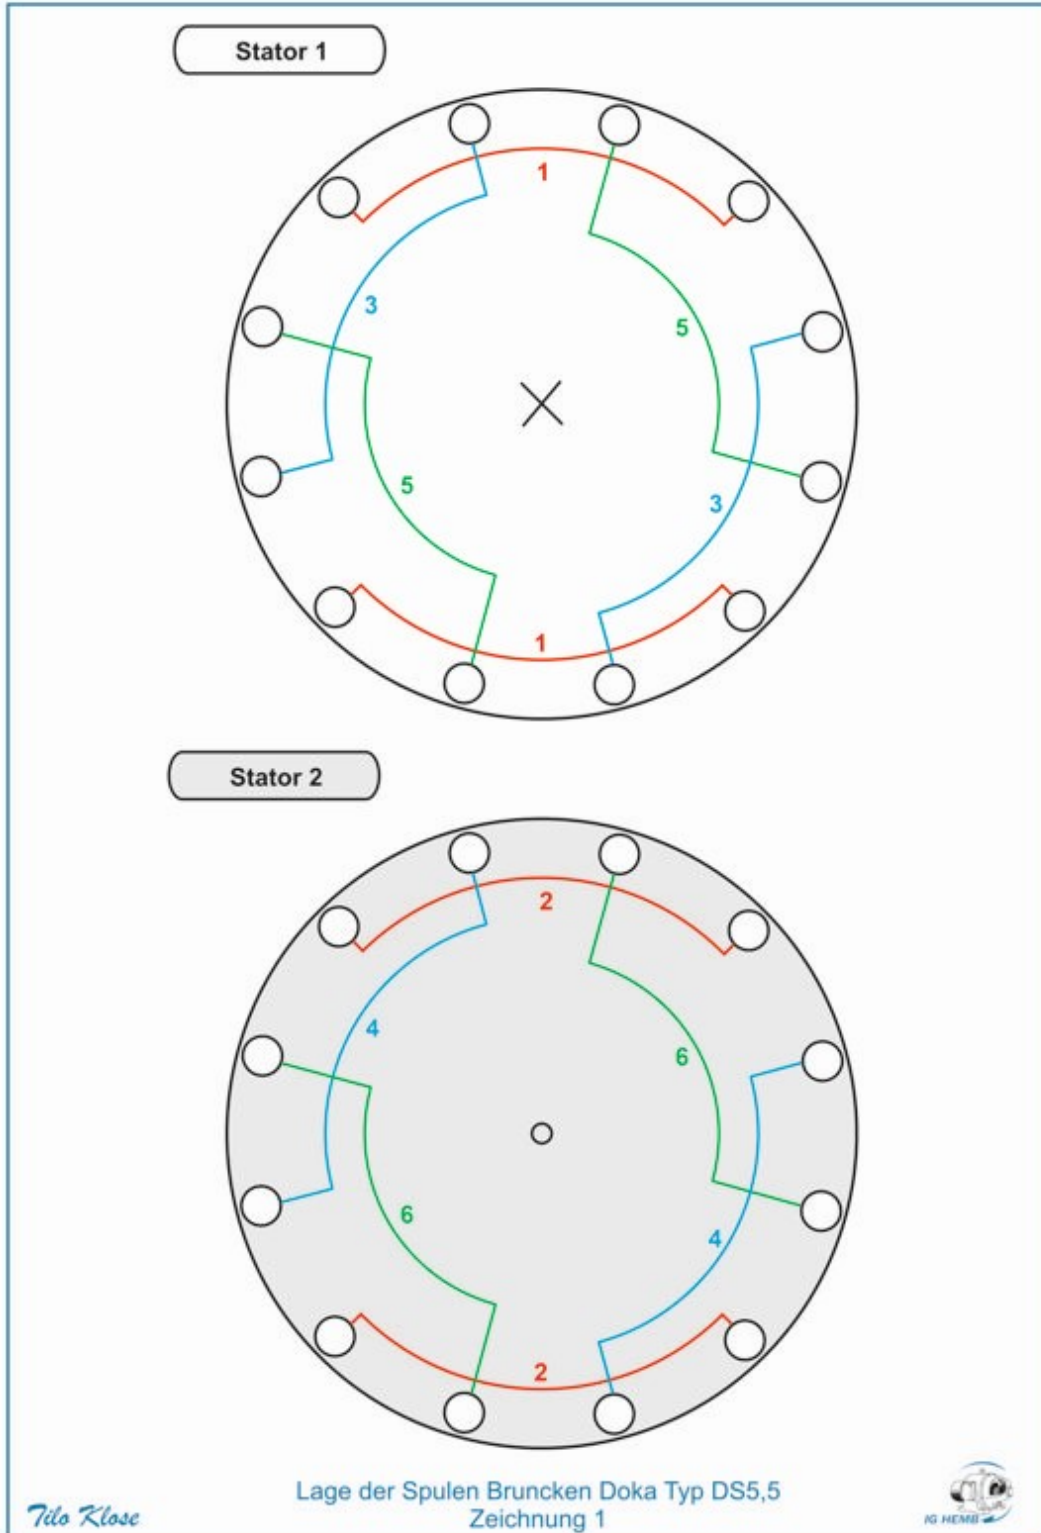 Stator 1
1
3
5
5
3
1
Stator 2
2
4
6
6
4
2
Lage der Spulen Bruncken Doka Typ DS5,5
Zeichnung 1
Tilo Klose
IG HEMB